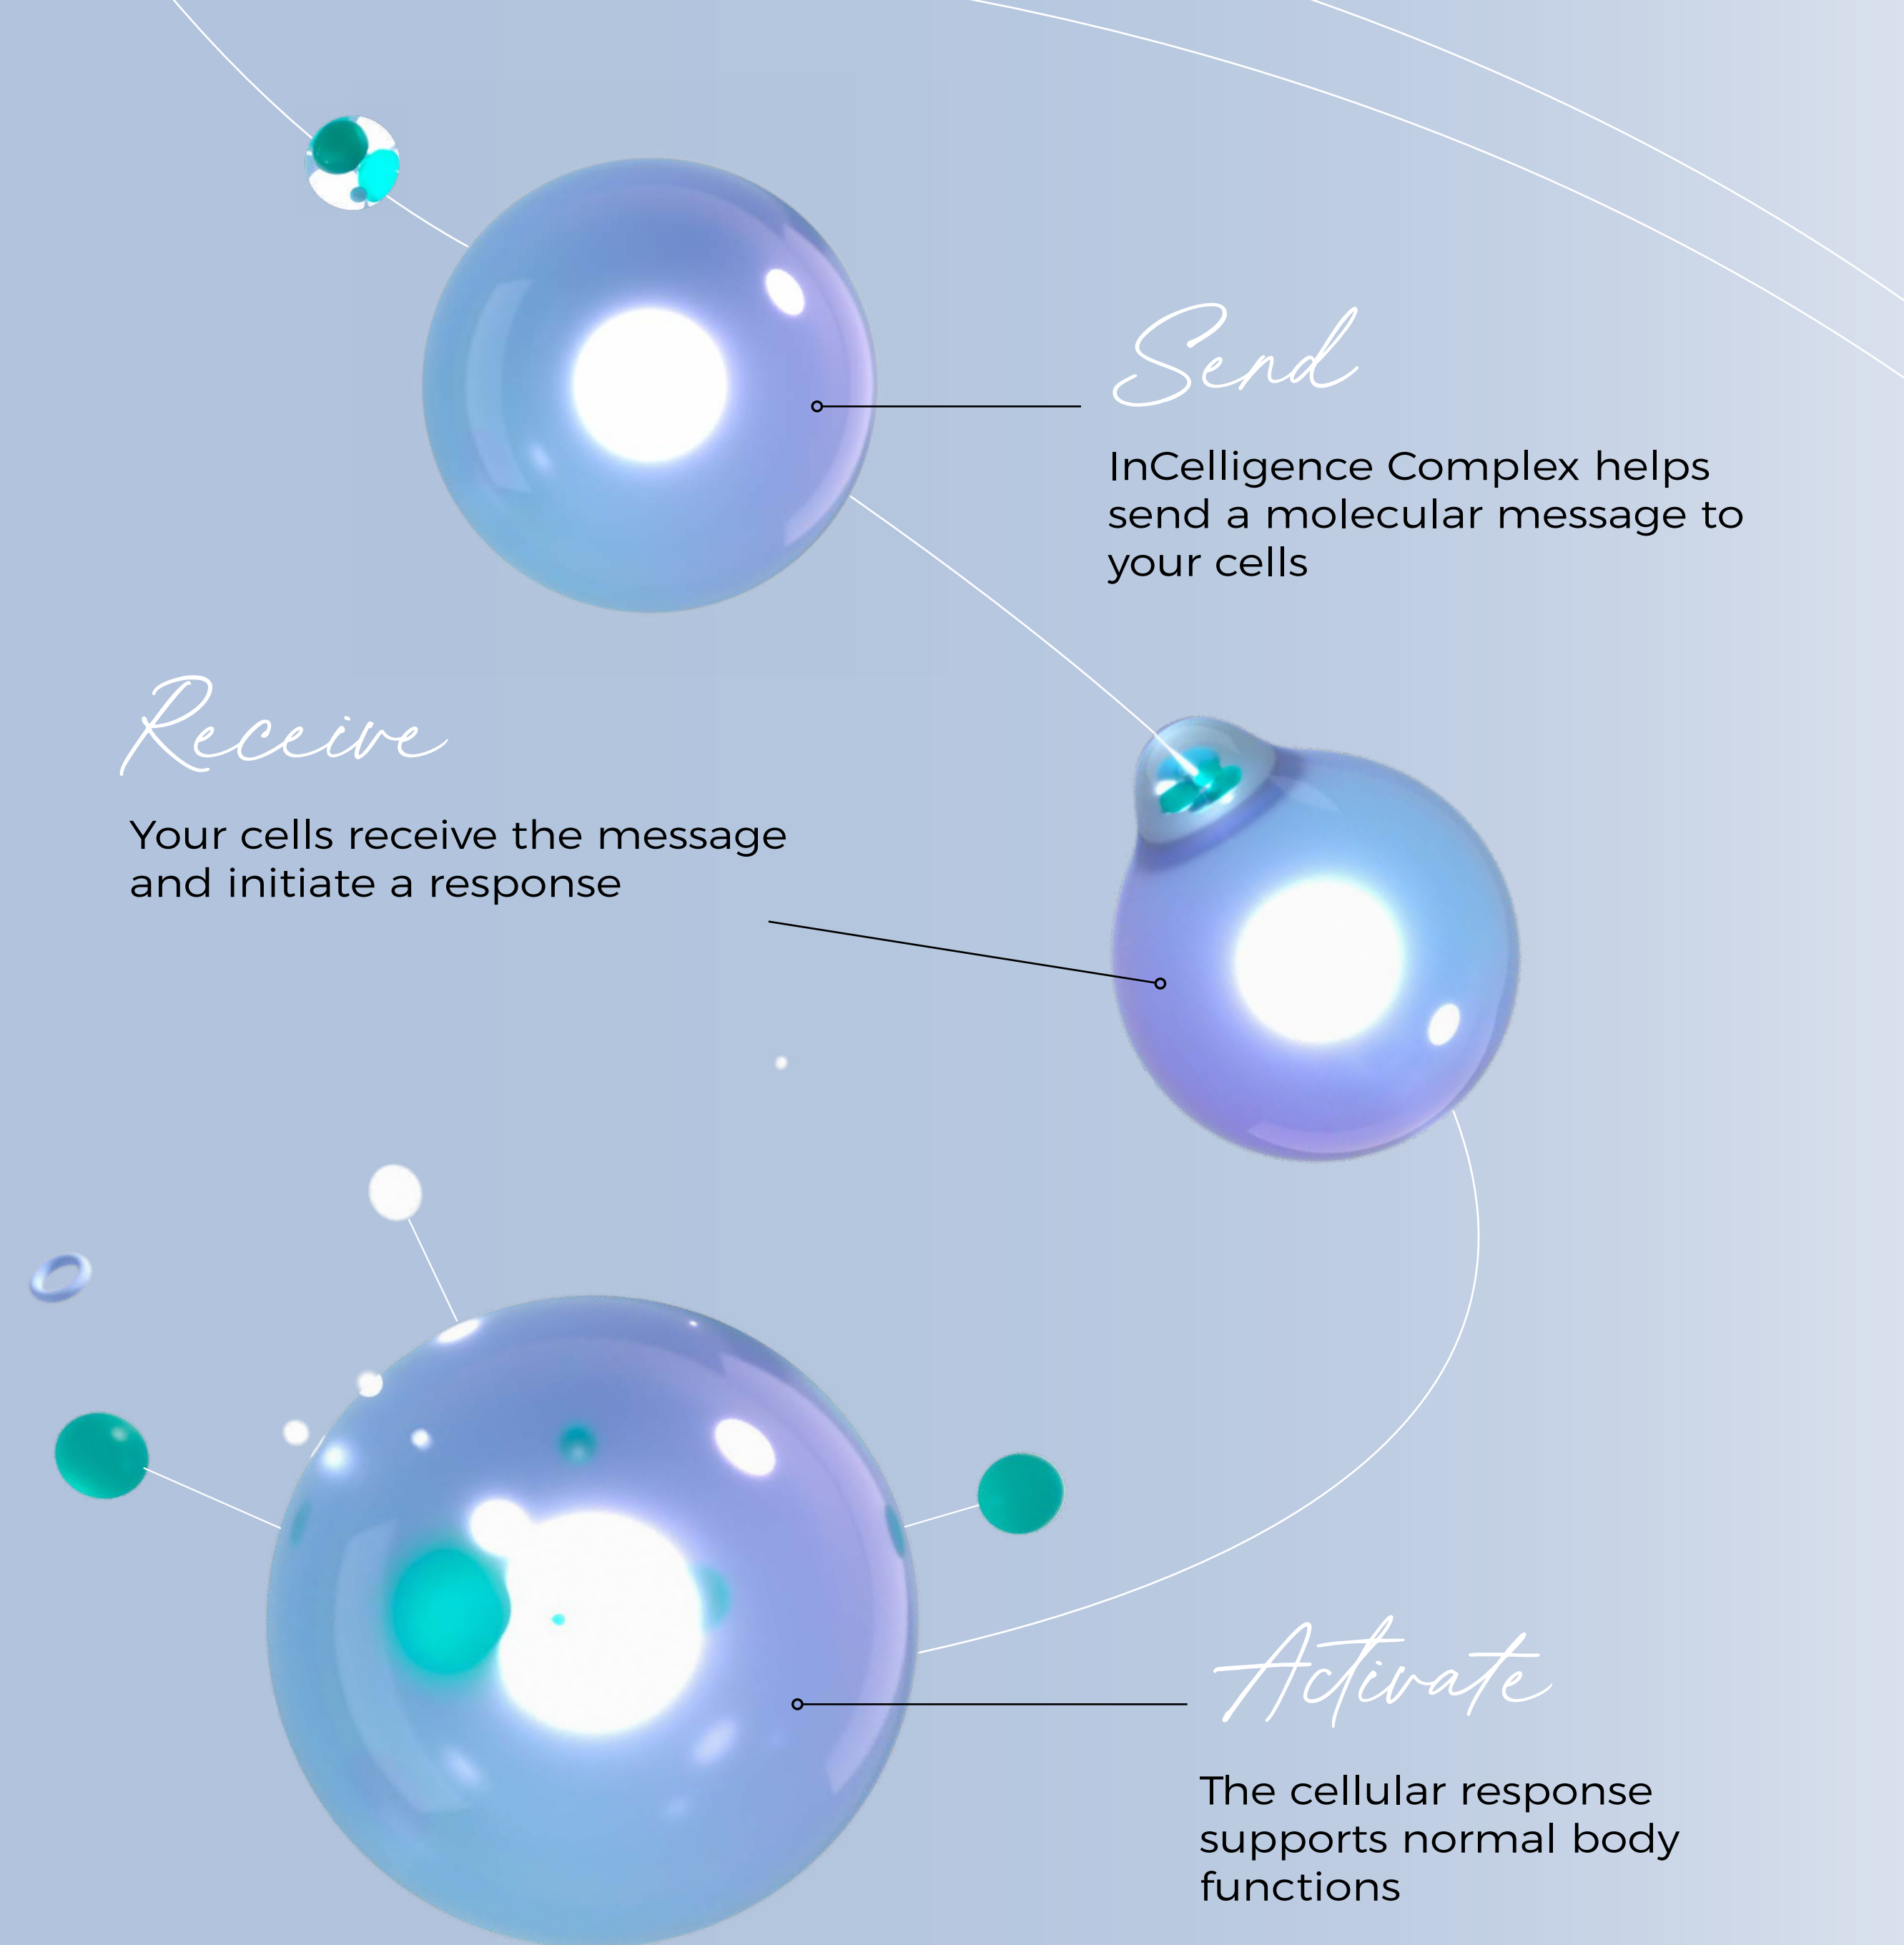 Send
InCelligence Complex helps
send a molecular message to
your cells
Receive
Your cells receive the message
and initiate a response
Activate
The cellular response
supports normal body
functions